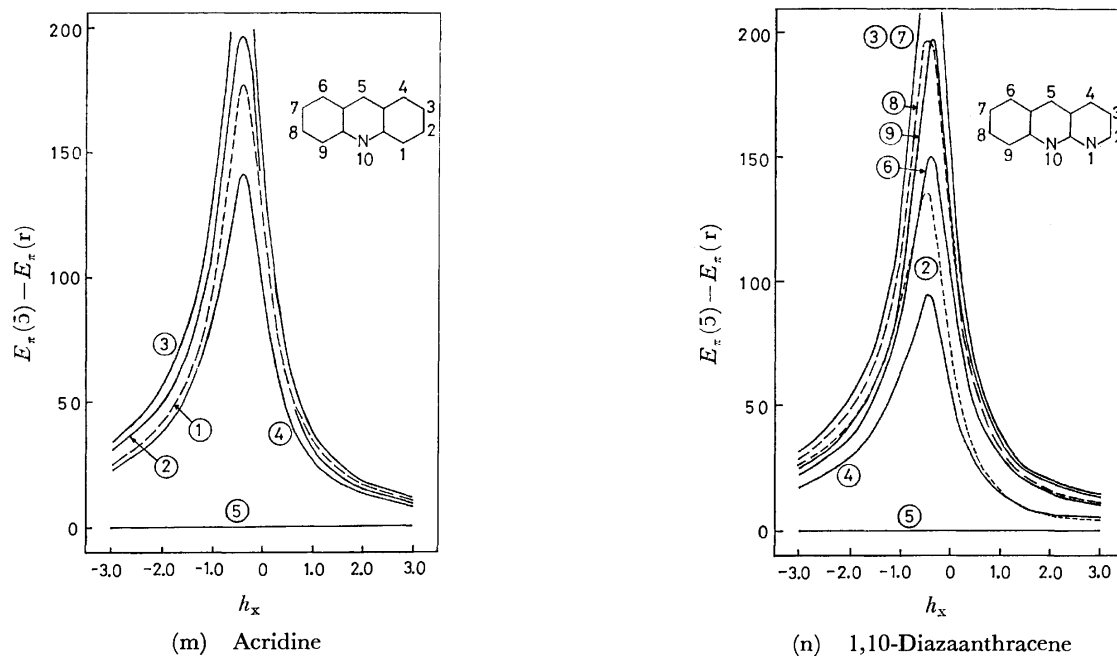 200
150
100
50
0
E_π(5)−E_π(r)
6 5 4
7 3
8 2
9 N 1
10
③
②
①
④
⑤
-3.0 -2.0 -1.0 0 1.0 2.0 3.0
h_x
(m) Acridine
200
150
100
50
0
E_π(5)−E_π(r)
③ ⑦
6 5 4
7 3
8 2
9 N N
10 1
⑧
⑨
⑥
②
④
⑤
-3.0 -2.0 -1.0 0 1.0 2.0 3.0
h_x
(n) 1,10-Diazaanthracene